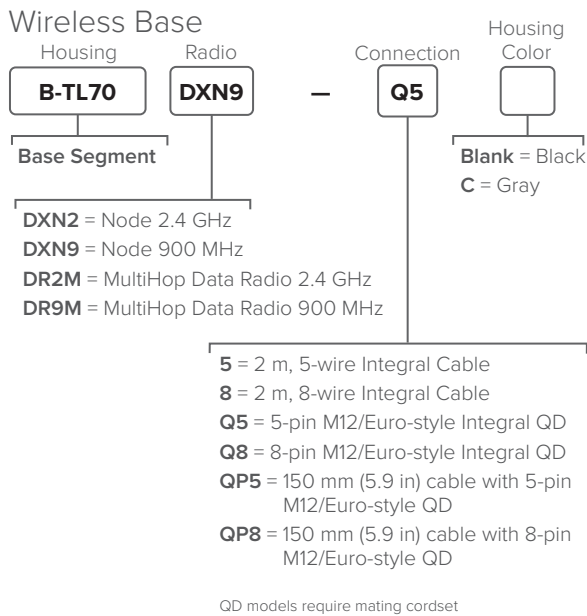 Wireless Base
Housing Radio Connection Housing Color
B-TL70 DXN9 — Q5
Base Segment
Blank = Black
C = Gray
DXN2 = Node 2.4 GHz
DXN9 = Node 900 MHz
DR2M = MultiHop Data Radio 2.4 GHz
DR9M = MultiHop Data Radio 900 MHz
5 = 2 m, 5-wire Integral Cable
8 = 2 m, 8-wire Integral Cable
Q5 = 5-pin M12/Euro-style Integral QD
Q8 = 8-pin M12/Euro-style Integral QD
QP5 = 150 mm (5.9 in) cable with 5-pin
M12/Euro-style QD
QP8 = 150 mm (5.9 in) cable with 8-pin
M12/Euro-style QD
QD models require mating cordset